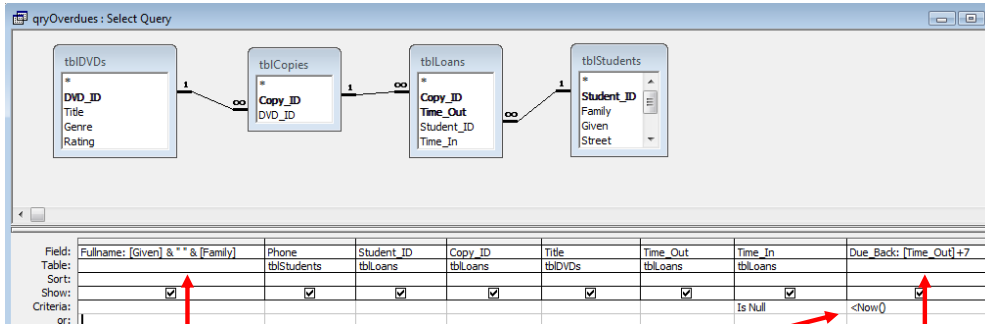 qryOverdues : Select Query
tblDVDs
*
DVD_ID
Title
Genre
Rating
1
∞
tblCopies
*
Copy_ID
DVD_ID
1
∞
tblLoans
*
Copy_ID
Time_Out
Student_ID
Time_In
∞
1
tblStudents
*
Student_ID
Family
Given
Street
Field: Fullname: [Given] & " " & [Family] Phone Student_ID Copy_ID Title Time_Out Time_In Due_Back: [Time_Out]+7
Table: tblStudents tblLoans tblLoans tblDVDs tblLoans tblLoans
Sort:
Show:
Criteria: Is Null <Now()
or: